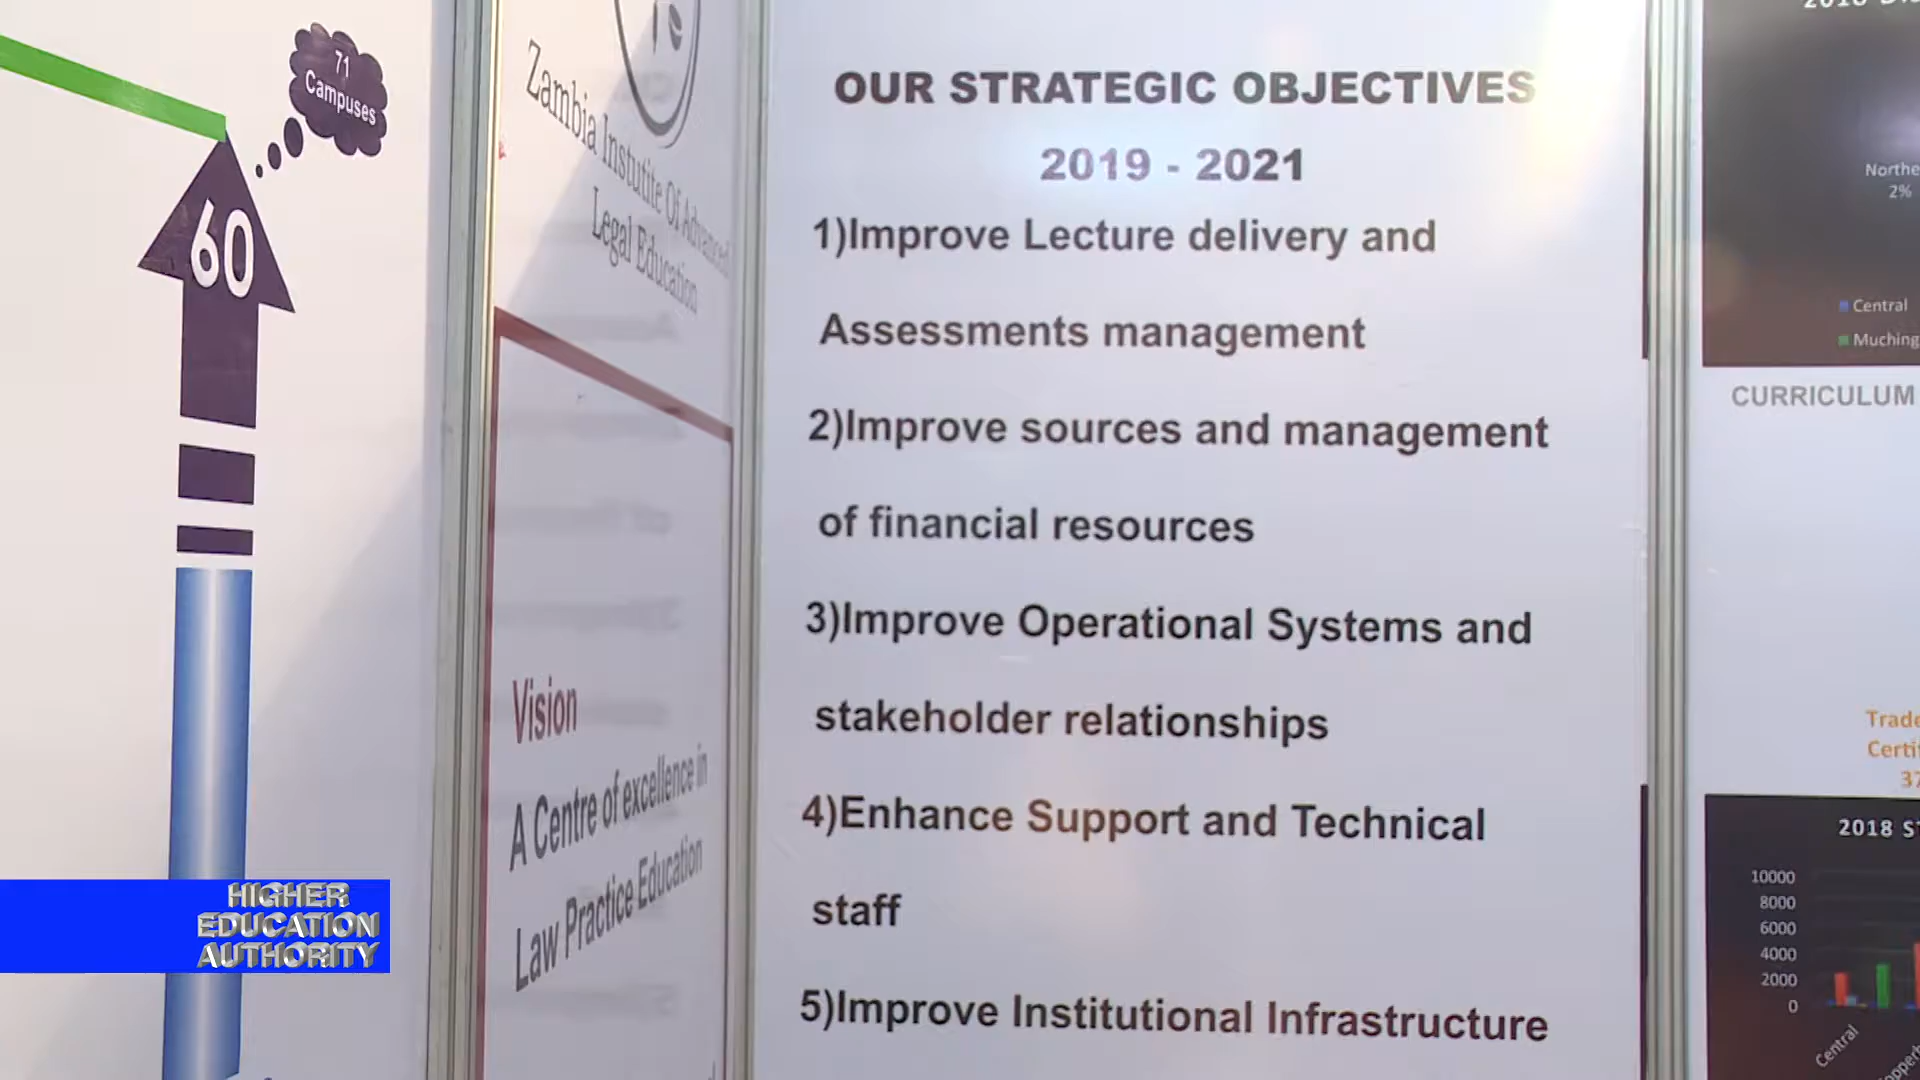 71
Campuses
60
Zambia Instutite Of Advanced
Legal Education
Vision
A Centre of excellence in
Law Practice Education
OUR STRATEGIC OBJECTIVES
2019 - 2021
1)Improve Lecture delivery and
Assessments management
2)Improve sources and management
of financial resources
3)Improve Operational Systems and
stakeholder relationships
4)Enhance Support and Technical
staff
5)Improve Institutional Infrastructure
2%
Central
CURRICULUM
2018
10000
8000
6000
4000
2000
0
Central
HIGHER
EDUCATION
AUTHORITY